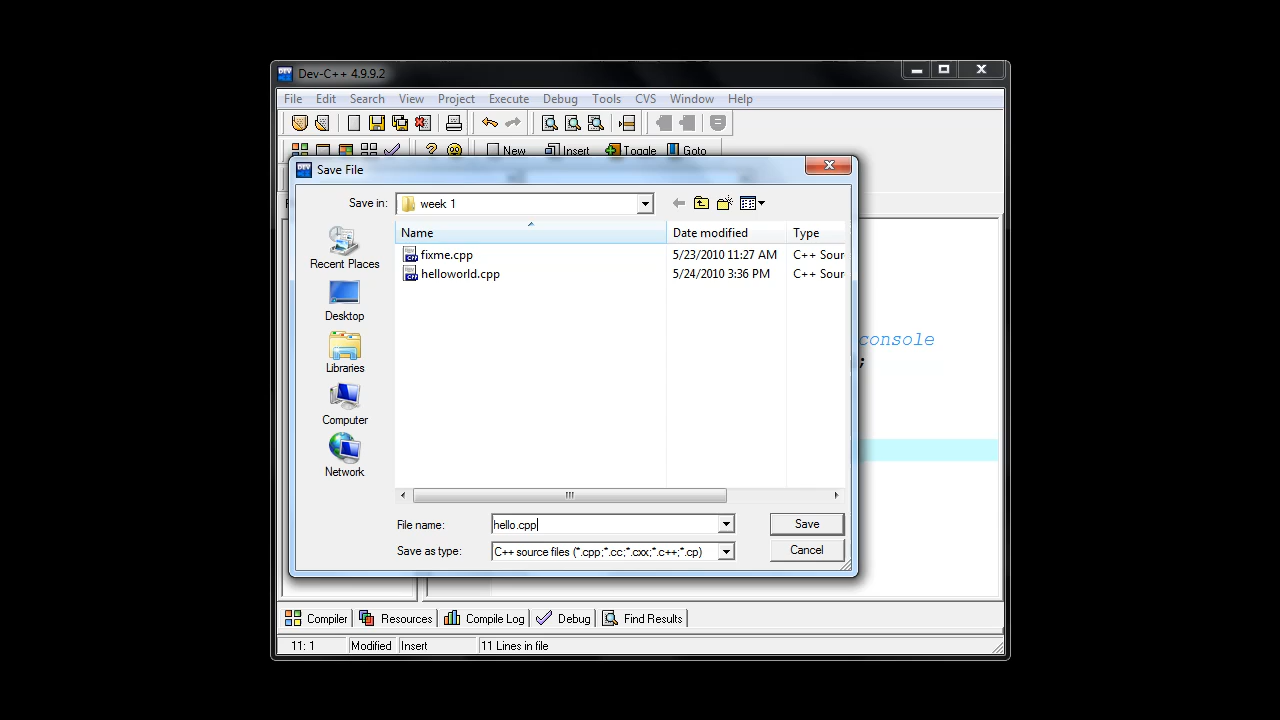 Dev-C++ 4.9.9.2
File Edit Search View Project Execute Debug Tools CVS Window Help
New Insert Toggle Goto
Save File
Save in: week 1
Name Date modified Type
fixme.cpp 5/23/2010 11:27 AM C++ Sour
helloworld.cpp 5/24/2010 3:36 PM C++ Sour
Recent Places
Desktop
Libraries
Computer
Network
console
;
File name: hello.cpp Save
Save as type: C++ source files (*.cpp;*.cc;*.cxx;*.c++;*.cp) Cancel
Compiler Resources Compile Log Debug Find Results
11: 1 Modified Insert 11 Lines in file